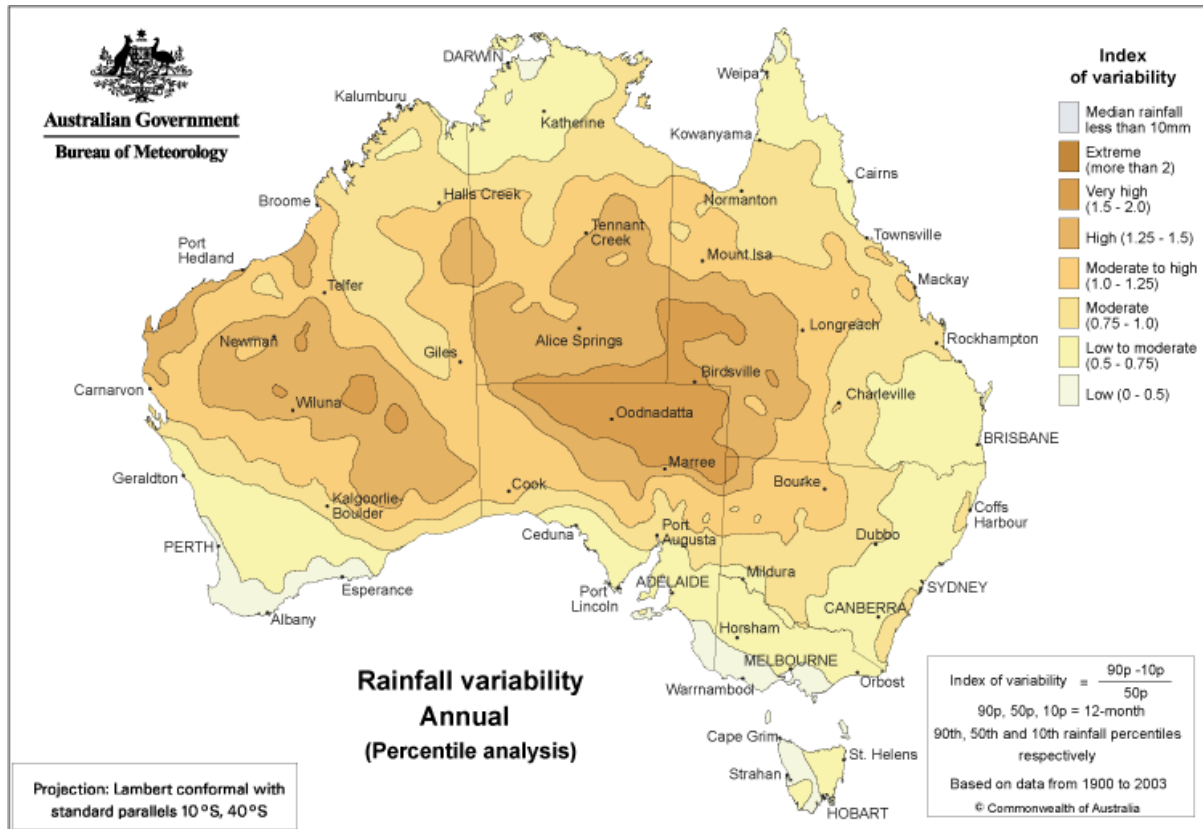 Australian Government
Bureau of Meteorology
DARWIN
Weipa
Kalumburu
Katherine
Kowanyama
Cairns
Broome
Halls Creek
Normanton
Tennant
Creek
Townsville
Port
Hedland
Mount Isa
Mackay
Telfer
Newman
Alice Springs
Longreach
Rockhampton
Giles
Birdsville
Carnarvon
Wiluna
Oodnadatta
Charleville
BRISBANE
Geraldton
Marree
Cook
Bourke
Kalgoorlie-
Boulder
Coffs
Harbour
Ceduna
Port
Augusta
Dubbo
PERTH
Esperance
ADELAIDE
Mildura
SYDNEY
Port
Lincoln
Albany
CANBERRA
Horsham
MELBOURNE
Warrnambool
Orbost
Cape Grim
St. Helens
Strahan
HOBART
Index
of variability
Median rainfall
less than 10mm
Extreme
(more than 2)
Very high
(1.5 - 2.0)
High (1.25 - 1.5)
Moderate to high
(1.0 - 1.25)
Moderate
(0.75 - 1.0)
Low to moderate
(0.5 - 0.75)
Low (0 - 0.5)
Rainfall variability
Annual
(Percentile analysis)
Projection: Lambert conformal with
standard parallels 10°S, 40°S
Index of variability = 90p -10p
50p
90p, 50p, 10p = 12-month
90th, 50th and 10th rainfall percentiles
respectively
Based on data from 1900 to 2003
© Commonwealth of Australia